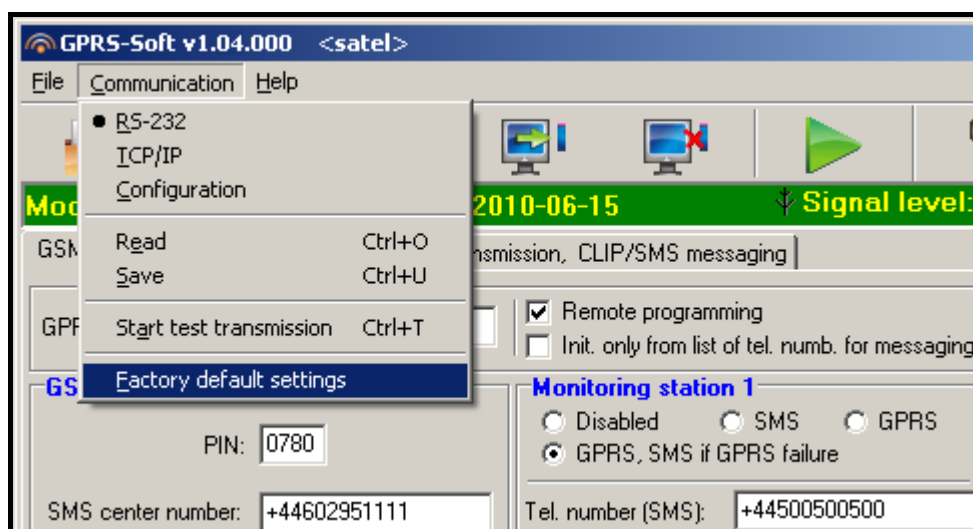 GPRS-Soft v1.04.000 <satel>
File Communication Help
RS-232
TCP/IP
Configuration
Read Ctrl+O
Save Ctrl+U
Start test transmission Ctrl+T
Factory default settings
2010-06-15 Signal level:
CLIP/SMS messaging
Remote programming
Init. only from list of tel. numb. for messaging
Monitoring station 1
Disabled SMS GPRS
GPRS, SMS if GPRS failure
PIN: 0780
SMS center number: +44602951111
Tel. number (SMS): +44500500500